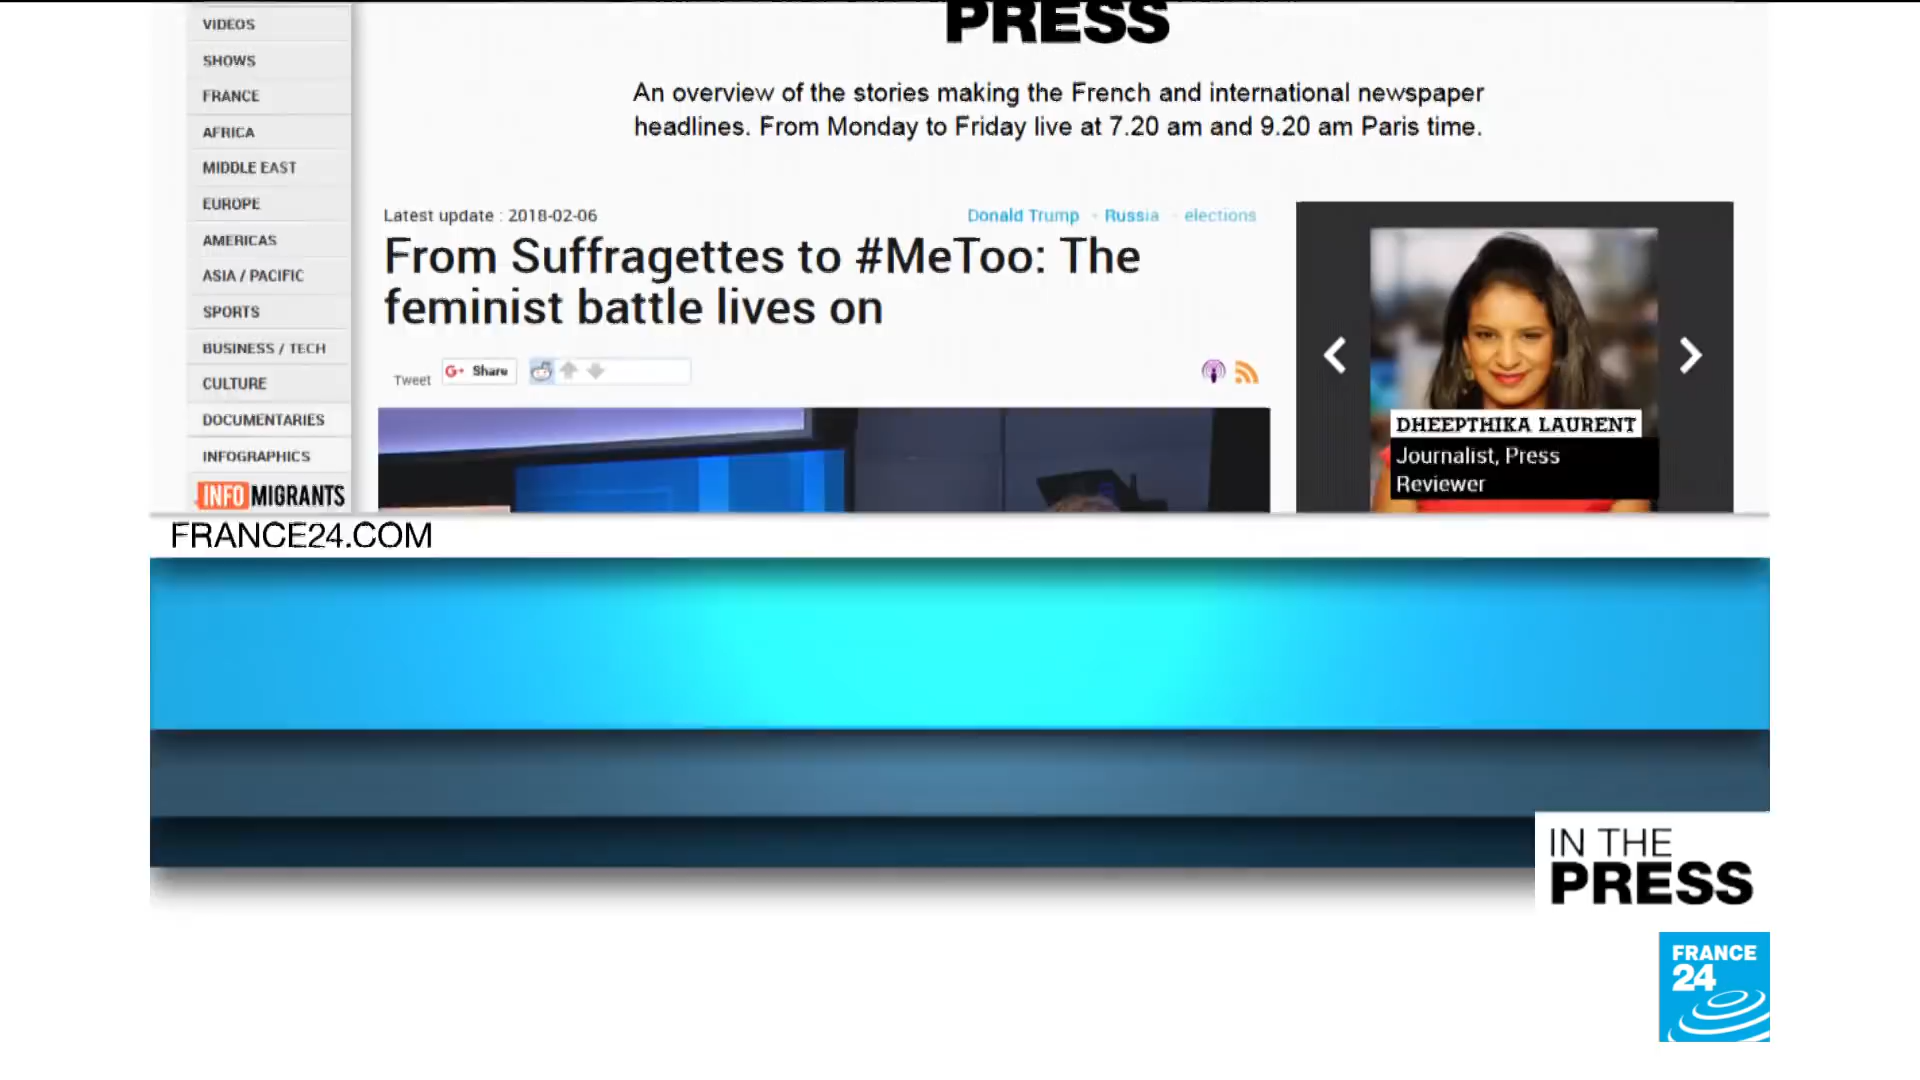 PRESS
An overview of the stories making the French and international newspaper
headlines. From Monday to Friday live at 7.20 am and 9.20 am Paris time.
VIDEOS
SHOWS
FRANCE
AFRICA
MIDDLE EAST
EUROPE
AMERICAS
ASIA / PACIFIC
SPORTS
BUSINESS / TECH
CULTURE
DOCUMENTARIES
INFOGRAPHICS
INFOMIGRANTS
Latest update : 2018-02-06
Donald Trump - Russia - elections
From Suffragettes to #MeToo: The
feminist battle lives on
Tweet
G+ Share
DHEEPTHIKA LAURENT
Journalist, Press
Reviewer
FRANCE24.COM
IN THE
PRESS
FRANCE
24